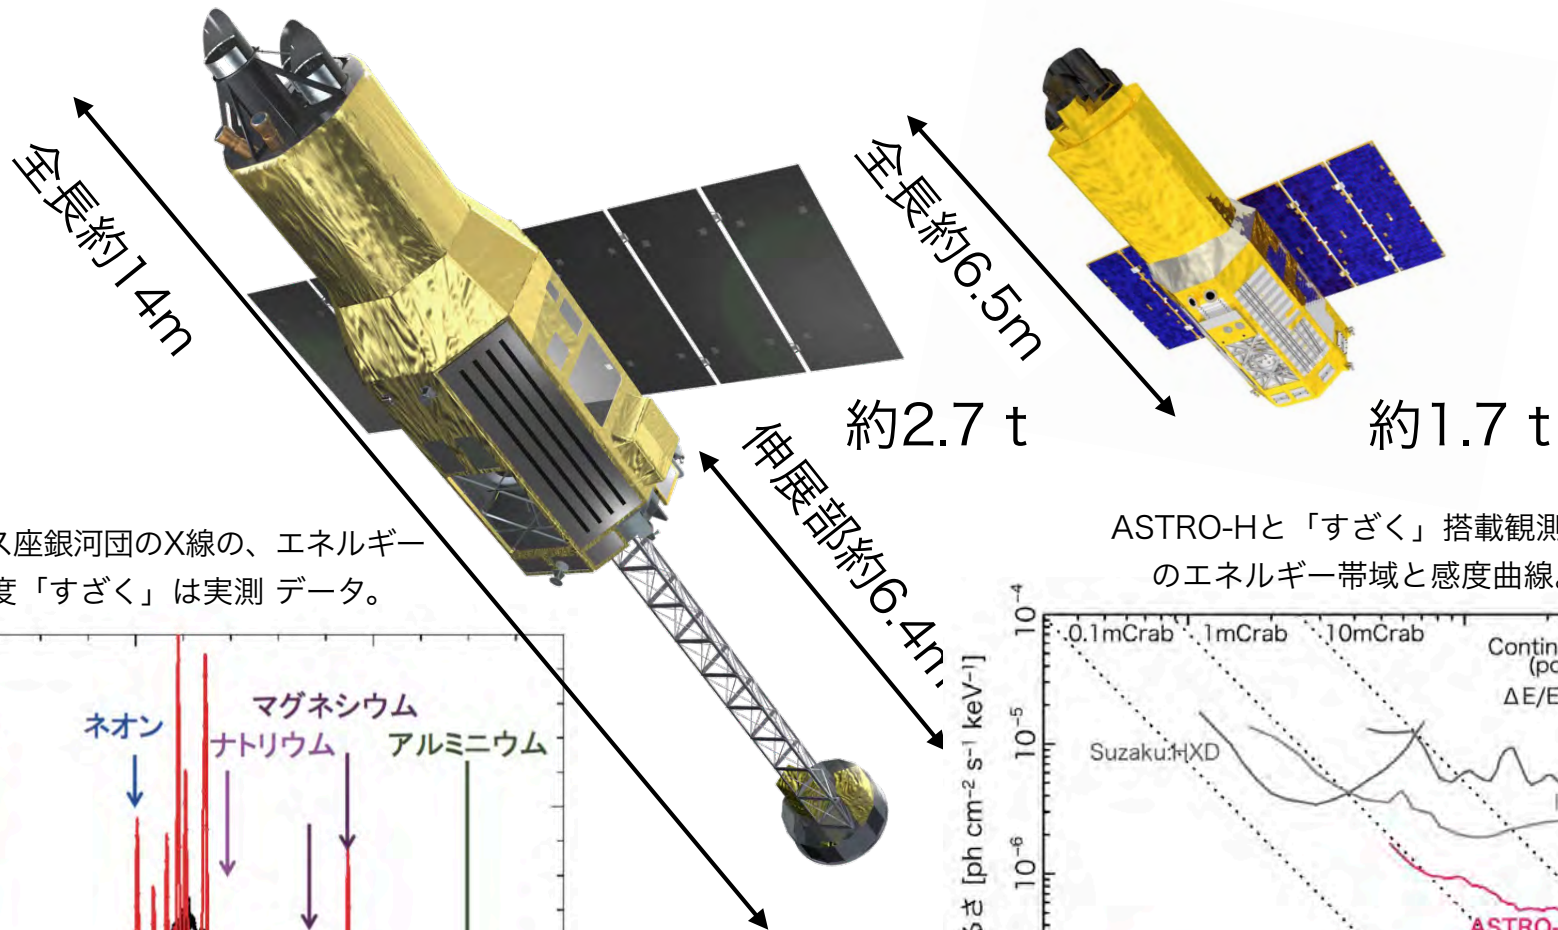 全長約14m
全長約6.5m
約2.7 t
約1.7 t
伸展部約6.4m
ス座銀河団のX線の、エネルギー
度「すざく」は実測 データ。
ネオン
マグネシウム
ナトリウム
アルミニウム
ASTRO-Hと「すざく」搭載観測
のエネルギー帯域と感度曲線
0.1mCrab
1mCrab
10mCrab
Contin
(po
ΔE/E
Suzaku:HXD
10⁻⁴
10⁻⁵
10⁻⁶
さ [ph cm⁻² s⁻¹ keV⁻¹]
ASTRO-